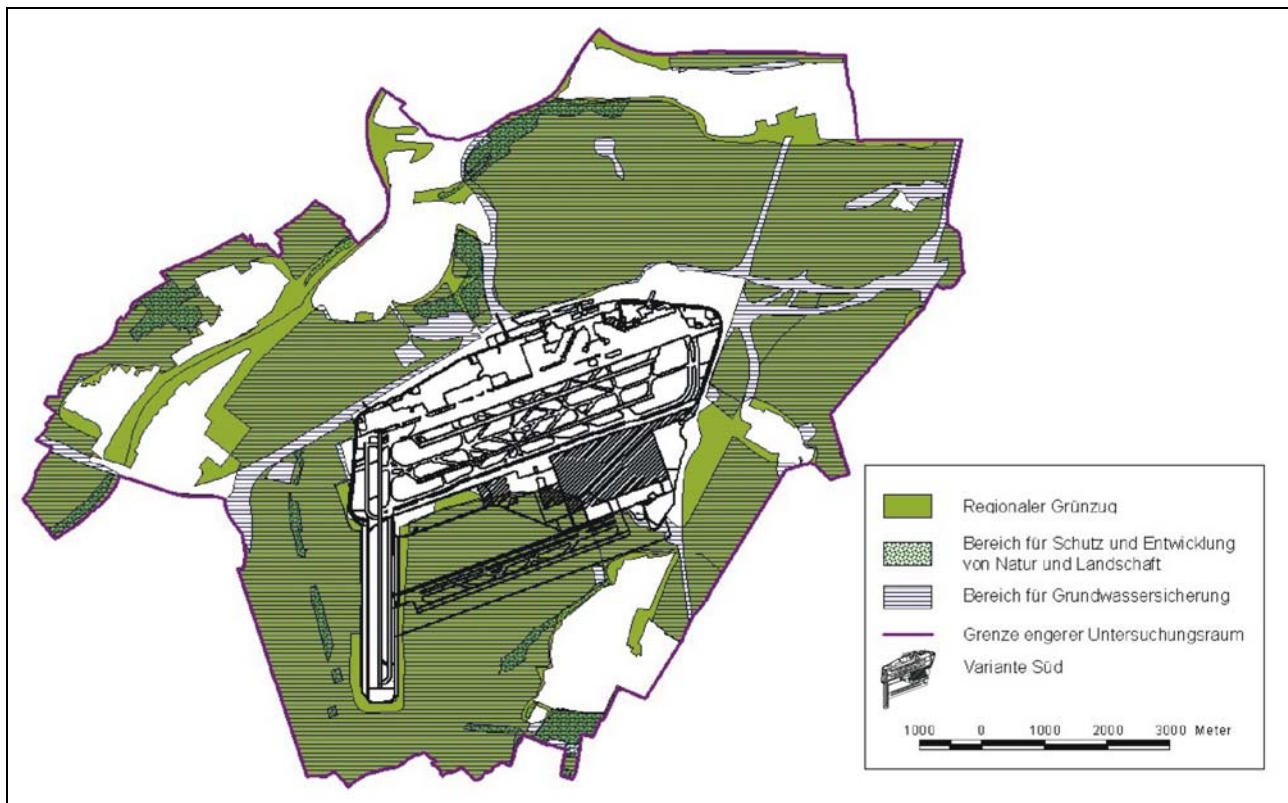 Regionaler Grünzug
Bereich für Schutz und Entwicklung
von Natur und Landschaft
Bereich für Grundwassersicherung
Grenze engerer Untersuchungsraum
Variante Süd
1000 0 1000 2000 3000 Meter